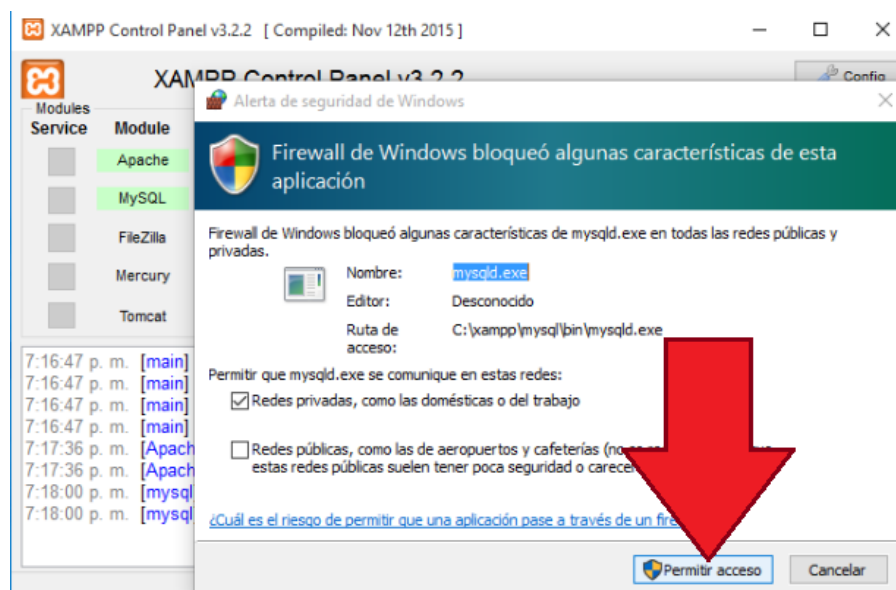 XAMPP Control Panel v3.2.2 [ Compiled: Nov 12th 2015 ]
XAMPP Control Panel v3.2.2
Config
Modules
Service Module
Apache
MySQL
FileZilla
Mercury
Tomcat
7:16:47 p. m. [main]
7:16:47 p. m. [main]
7:16:47 p. m. [main]
7:16:47 p. m. [main]
7:17:36 p. m. [Apach
7:17:36 p. m. [Apach
7:18:00 p. m. [mysql
7:18:00 p. m. [mysql
Alerta de seguridad de Windows
Firewall de Windows bloqueó algunas características de esta
aplicación
Firewall de Windows bloqueó algunas características de mysqld.exe en todas las redes públicas y
privadas.
Nombre: mysqld.exe
Editor: Desconocido
Ruta de C:\xampp\mysql\bin\mysqld.exe
acceso:
Permitir que mysqld.exe se comunique en estas redes:
Redes privadas, como las domésticas o del trabajo
Redes públicas, como las de aeropuertos y cafeterías (no
estas redes públicas suelen tener poca seguridad o
¿Cuál es el riesgo de permitir que una aplicación pase a través de un
Permitir acceso Cancelar